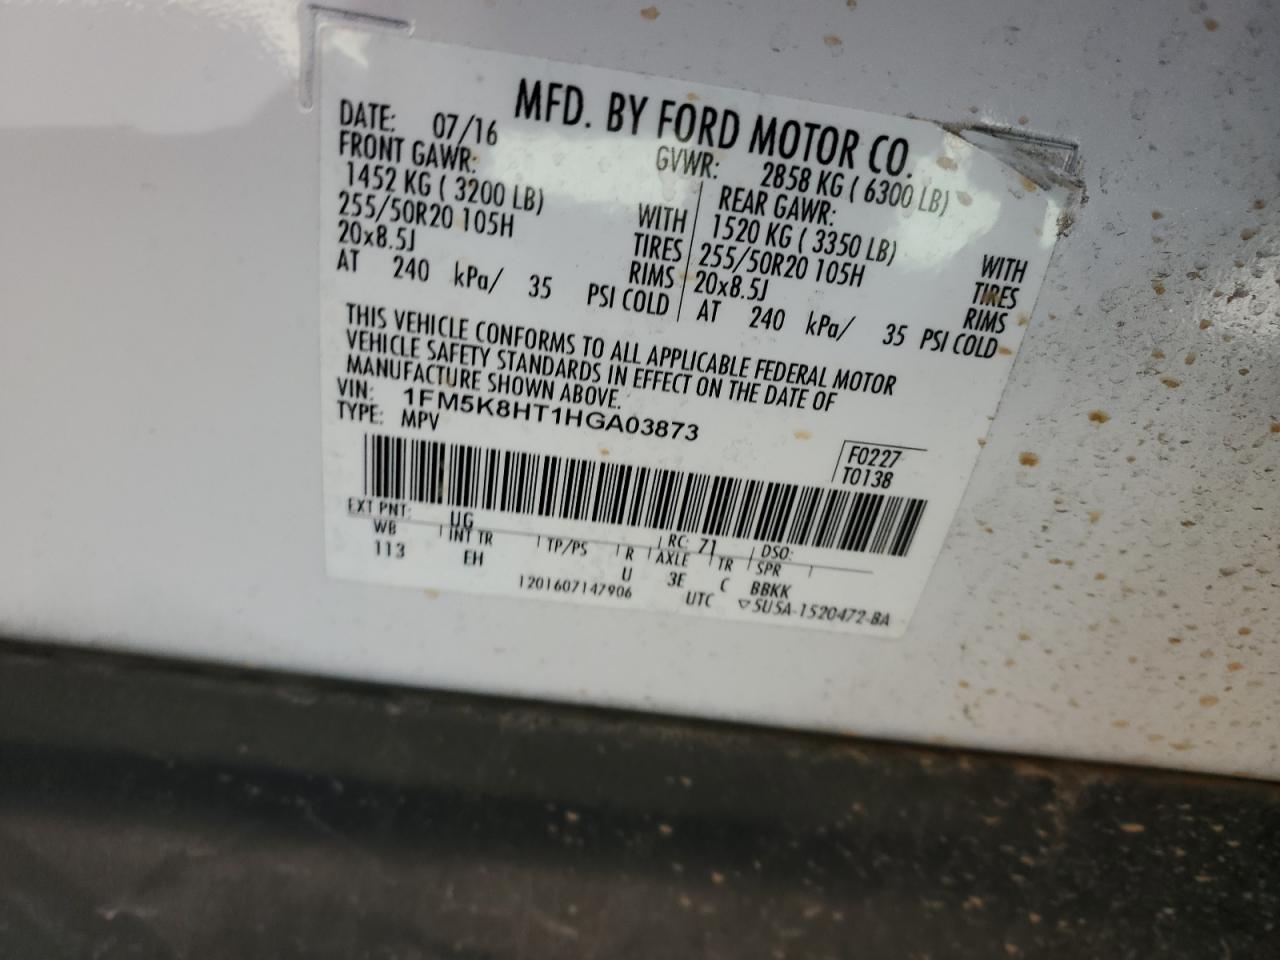 MFD. BY FORD MOTOR CO.
DATE: 07/16 GVWR: 2858 KG ( 6300 LB)
FRONT GAWR: REAR GAWR:
1452 KG ( 3200 LB) WITH 1520 KG ( 3350 LB) WITH
255/50R20 105H TIRES 255/50R20 105H TIRES
20x8.5J RIMS 20x8.5J RIMS
AT 240 kPa/ 35 PSI COLD AT 240 kPa/ 35 PSI COLD
THIS VEHICLE CONFORMS TO ALL APPLICABLE FEDERAL MOTOR
VEHICLE SAFETY STANDARDS IN EFFECT ON THE DATE OF
MANUFACTURE SHOWN ABOVE.
VIN: 1FM5K8HT1HGA03873
TYPE: MPV
F0227
T0138
EXT PNT: UG RC: 71 DSO:
WB INT TR TP/PS R AXLE TR SPR
113 EH U 3E C BBKK
1201607147906 UTC ▽5U5A-1520472-BA